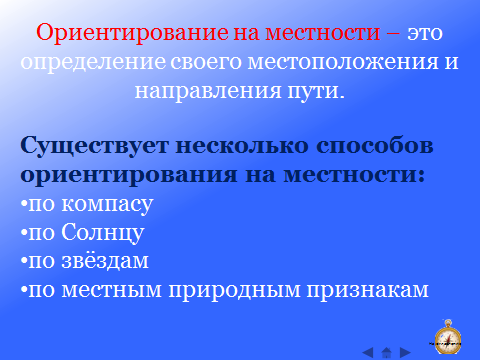 Ориентирование на местности – это
определение своего местоположения и
направления пути.
Существует несколько способов
ориентирования на местности:
•по компасу
•по Солнцу
•по звёздам
•по местным природным признакам